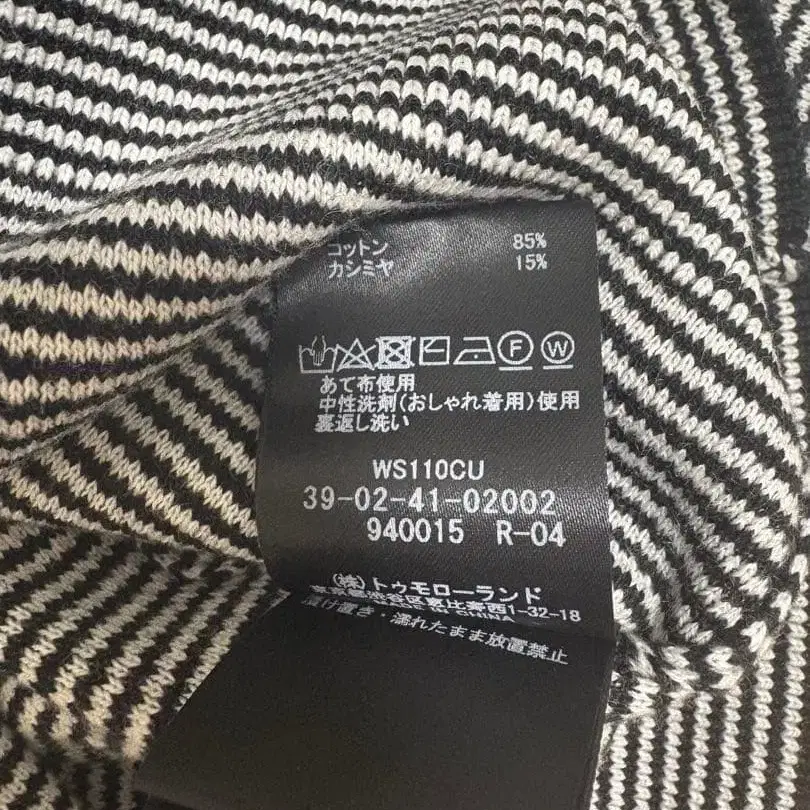 コットン 85%
カシミヤ 15%
F W
あて布使用
中性洗剤(おしゃれ着用)使用
裏返し洗い
WS110CU
39-02-41-02002
940015 R-04
(株)トゥモローランド
東京都渋谷区恵比寿西1-32-18
MADE IN CHINA
漬け置き・濡れたまま放置禁止